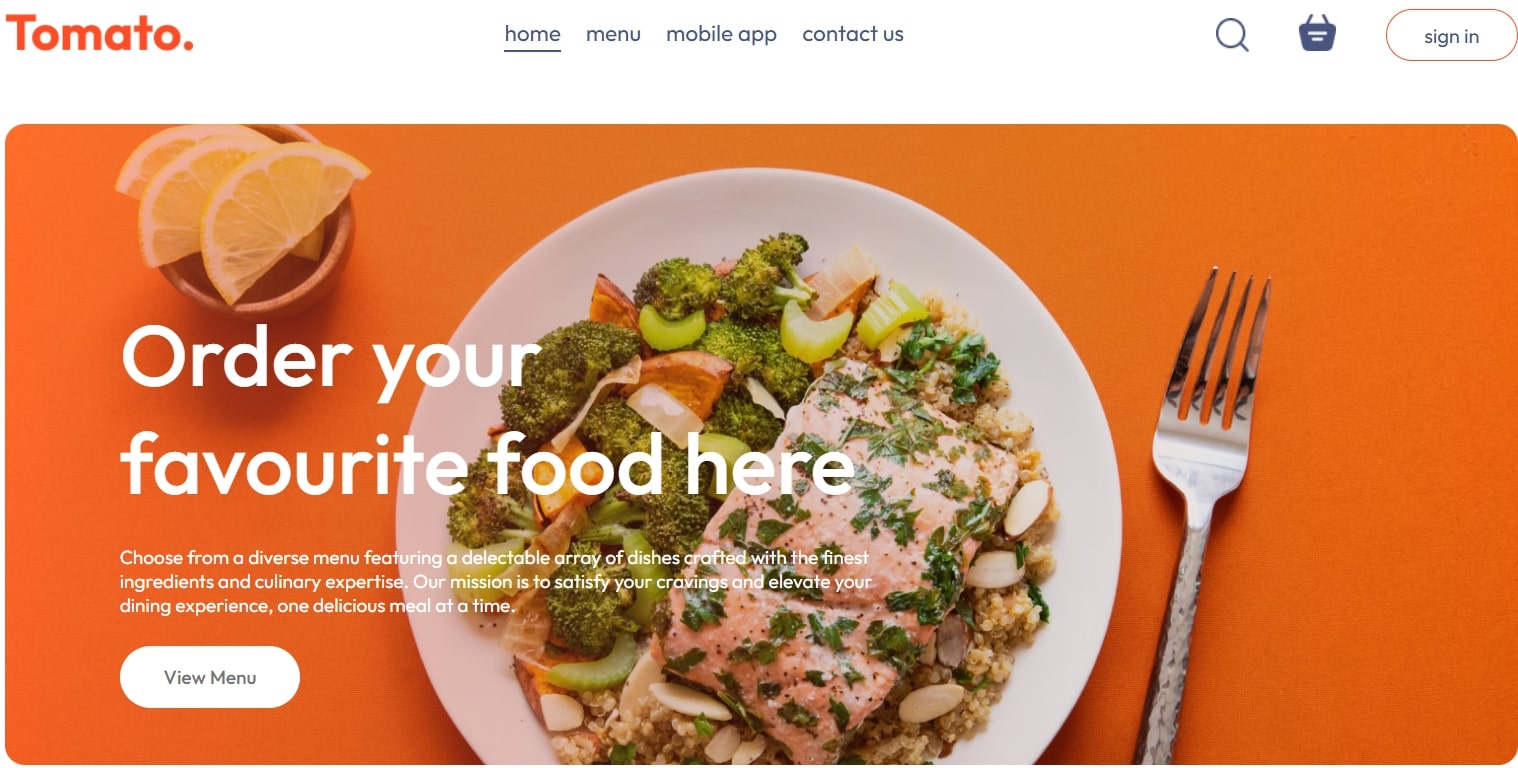 Tomato.
home menu mobile app contact us
sign in
Order your
favourite food here
Choose from a diverse menu featuring a delectable array of dishes crafted with the finest
ingredients and culinary expertise. Our mission is to satisfy your cravings and elevate your
dining experience, one delicious meal at a time.
View Menu